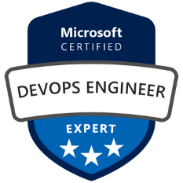 Microsoft
CERTIFIED
DEVOPS ENGINEER
EXPERT